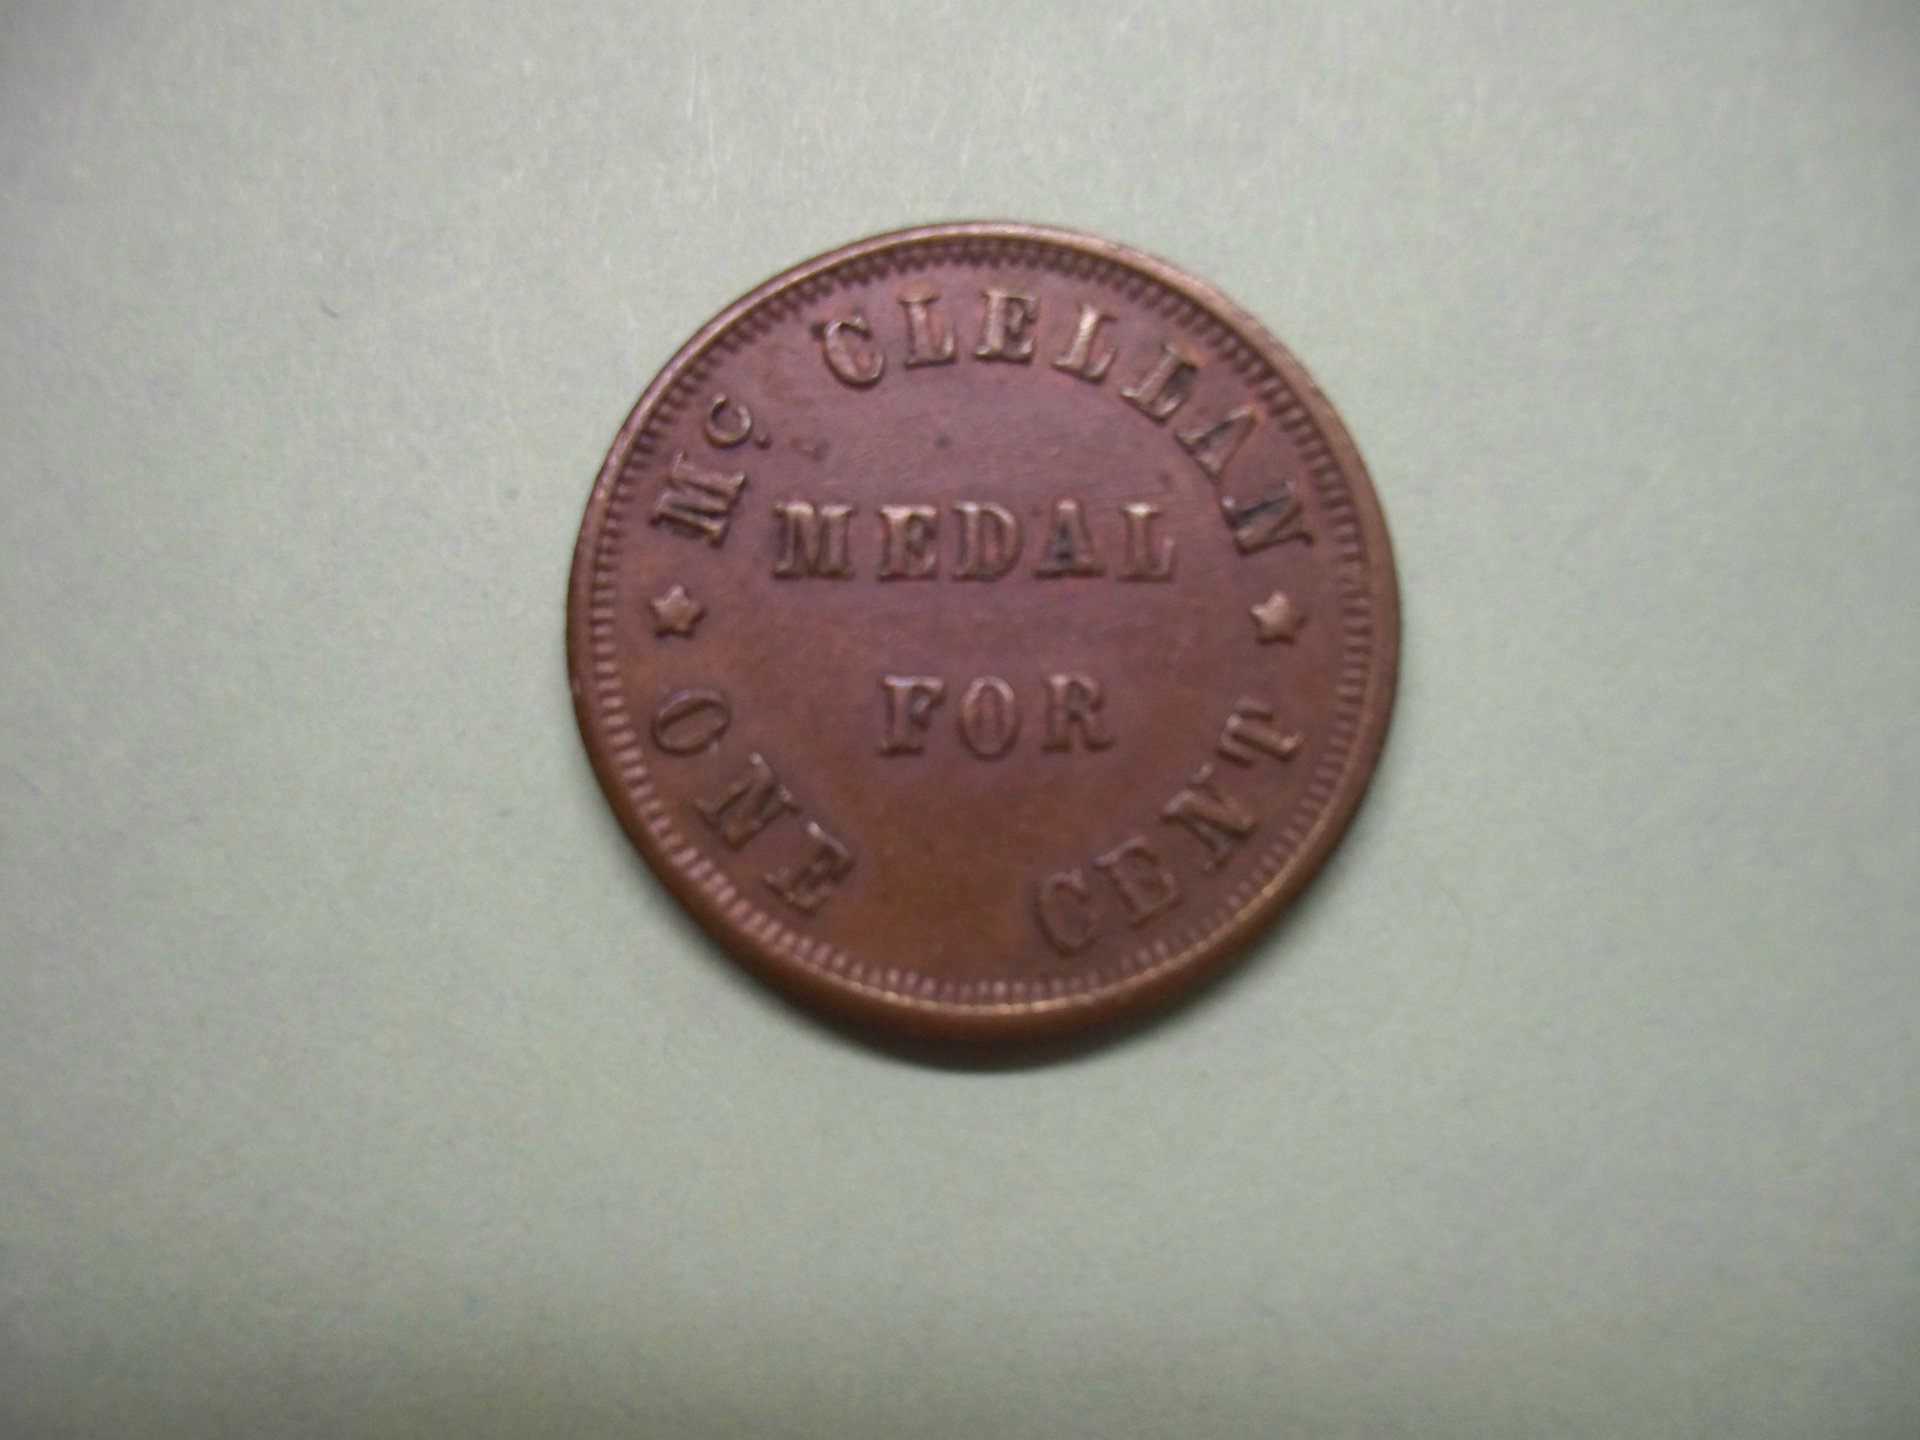 Mc. CLELLAN
MEDAL
FOR
ONE CENT